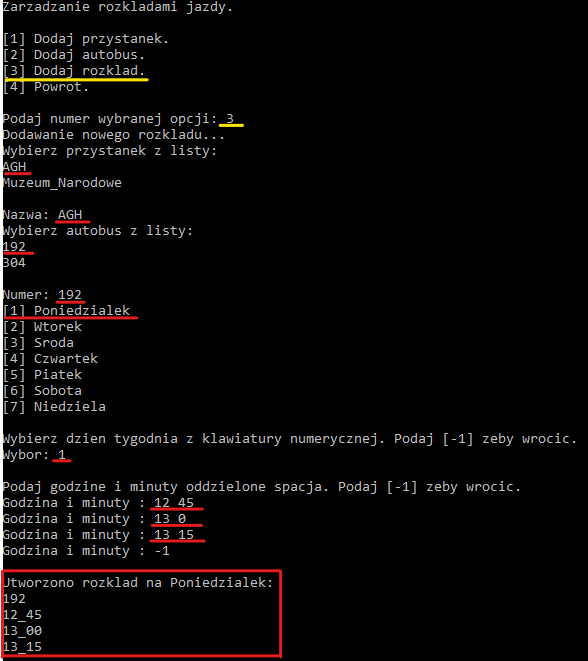 Zarzadzanie rozkladami jazdy.
[1] Dodaj przystanek.
[2] Dodaj autobus.
[3] Dodaj rozklad.
[4] Powrot.
Podaj numer wybranej opcji: 3
Dodawanie nowego rozkladu...
Wybierz przystanek z listy:
AGH
Muzeum_Narodowe
Nazwa: AGH
Wybierz autobus z listy:
192
304
Numer: 192
[1] Poniedzialek
[2] Wtorek
[3] Sroda
[4] Czwartek
[5] Piatek
[6] Sobota
[7] Niedziela
Wybierz dzien tygodnia z klawiatury numerycznej. Podaj [-1] zeby wrocic.
Wybor: 1
Podaj godzine i minuty oddzielone spacja. Podaj [-1] zeby wrocic.
Godzina i minuty : 12 45
Godzina i minuty : 13 0
Godzina i minuty : 13 15
Godzina i minuty : -1
Utworzono rozklad na Poniedzialek:
192
12_45
13_00
13_15